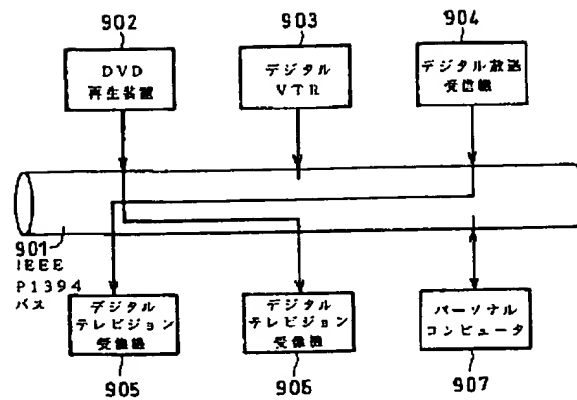 902
903
904
DVD
再生装置
デジタル
VTR
デジタル放送
受信機
901
IEEE
P1394
バス
デジタル
テレビジョン
受像機
デジタル
テレビジョン
受像機
パーソナル
コンピュータ
905
906
907